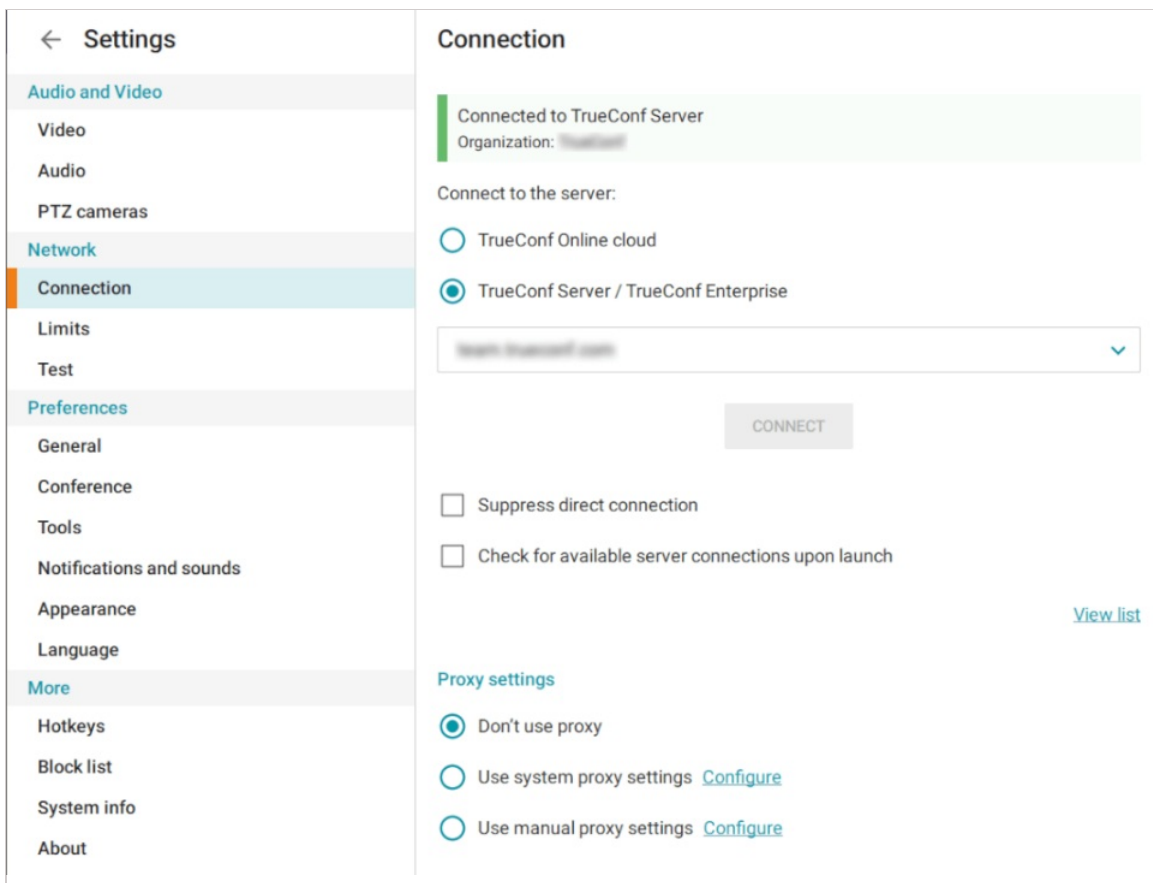 Settings
Audio and Video
Video
Audio
PTZ cameras
Network
Connection
Limits
Test
Preferences
General
Conference
Tools
Notifications and sounds
Appearance
Language
More
Hotkeys
Block list
System info
About
Connection
Connected to TrueConf Server
Organization:
Connect to the server:
TrueConf Online cloud
TrueConf Server / TrueConf Enterprise
CONNECT
Suppress direct connection
Check for available server connections upon launch
View list
Proxy settings
Don't use proxy
Use system proxy settings Configure
Use manual proxy settings Configure